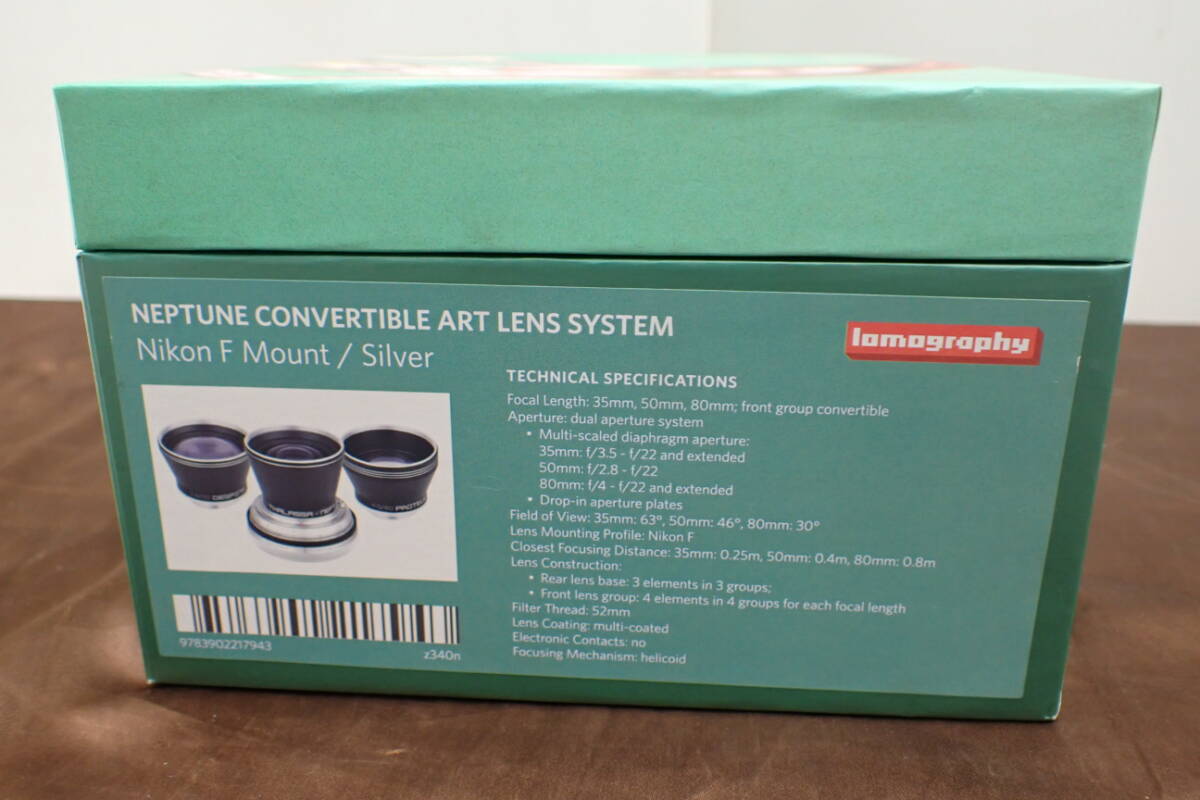 NEPTUNE CONVERTIBLE ART LENS SYSTEM
Nikon F Mount / Silver
lomography
TECHNICAL SPECIFICATIONS
Focal Length: 35mm, 50mm, 80mm; front group convertible
Aperture: dual aperture system
• Multi-scaled diaphragm aperture:
35mm: f/3.5 - f/22 and extended
50mm: f/2.8 - f/22
80mm: f/4 - f/22 and extended
• Drop-in aperture plates
Field of View: 35mm: 63°, 50mm: 46°, 80mm: 30°
Lens Mounting Profile: Nikon F
Closest Focusing Distance: 35mm: 0.25m, 50mm: 0.4m, 80mm: 0.8m
Lens Construction:
• Rear lens base: 3 elements in 3 groups;
• Front lens group: 4 elements in 4 groups for each focal length
Filter Thread: 52mm
Lens Coating: multi-coated
Electronic Contacts: no
Focusing Mechanism: helicoid
9783902217943
z340n